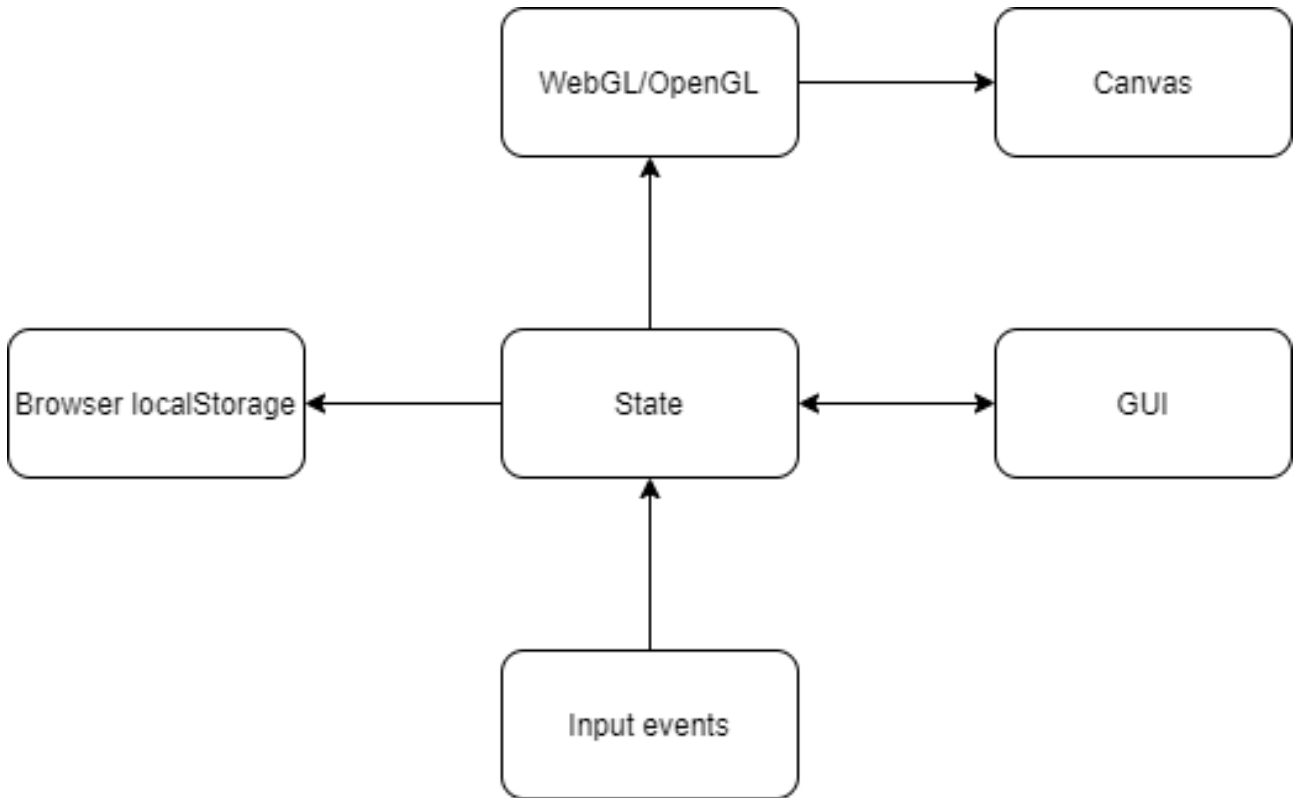 WebGL/OpenGL
Canvas
Browser localStorage
State
GUI
Input events